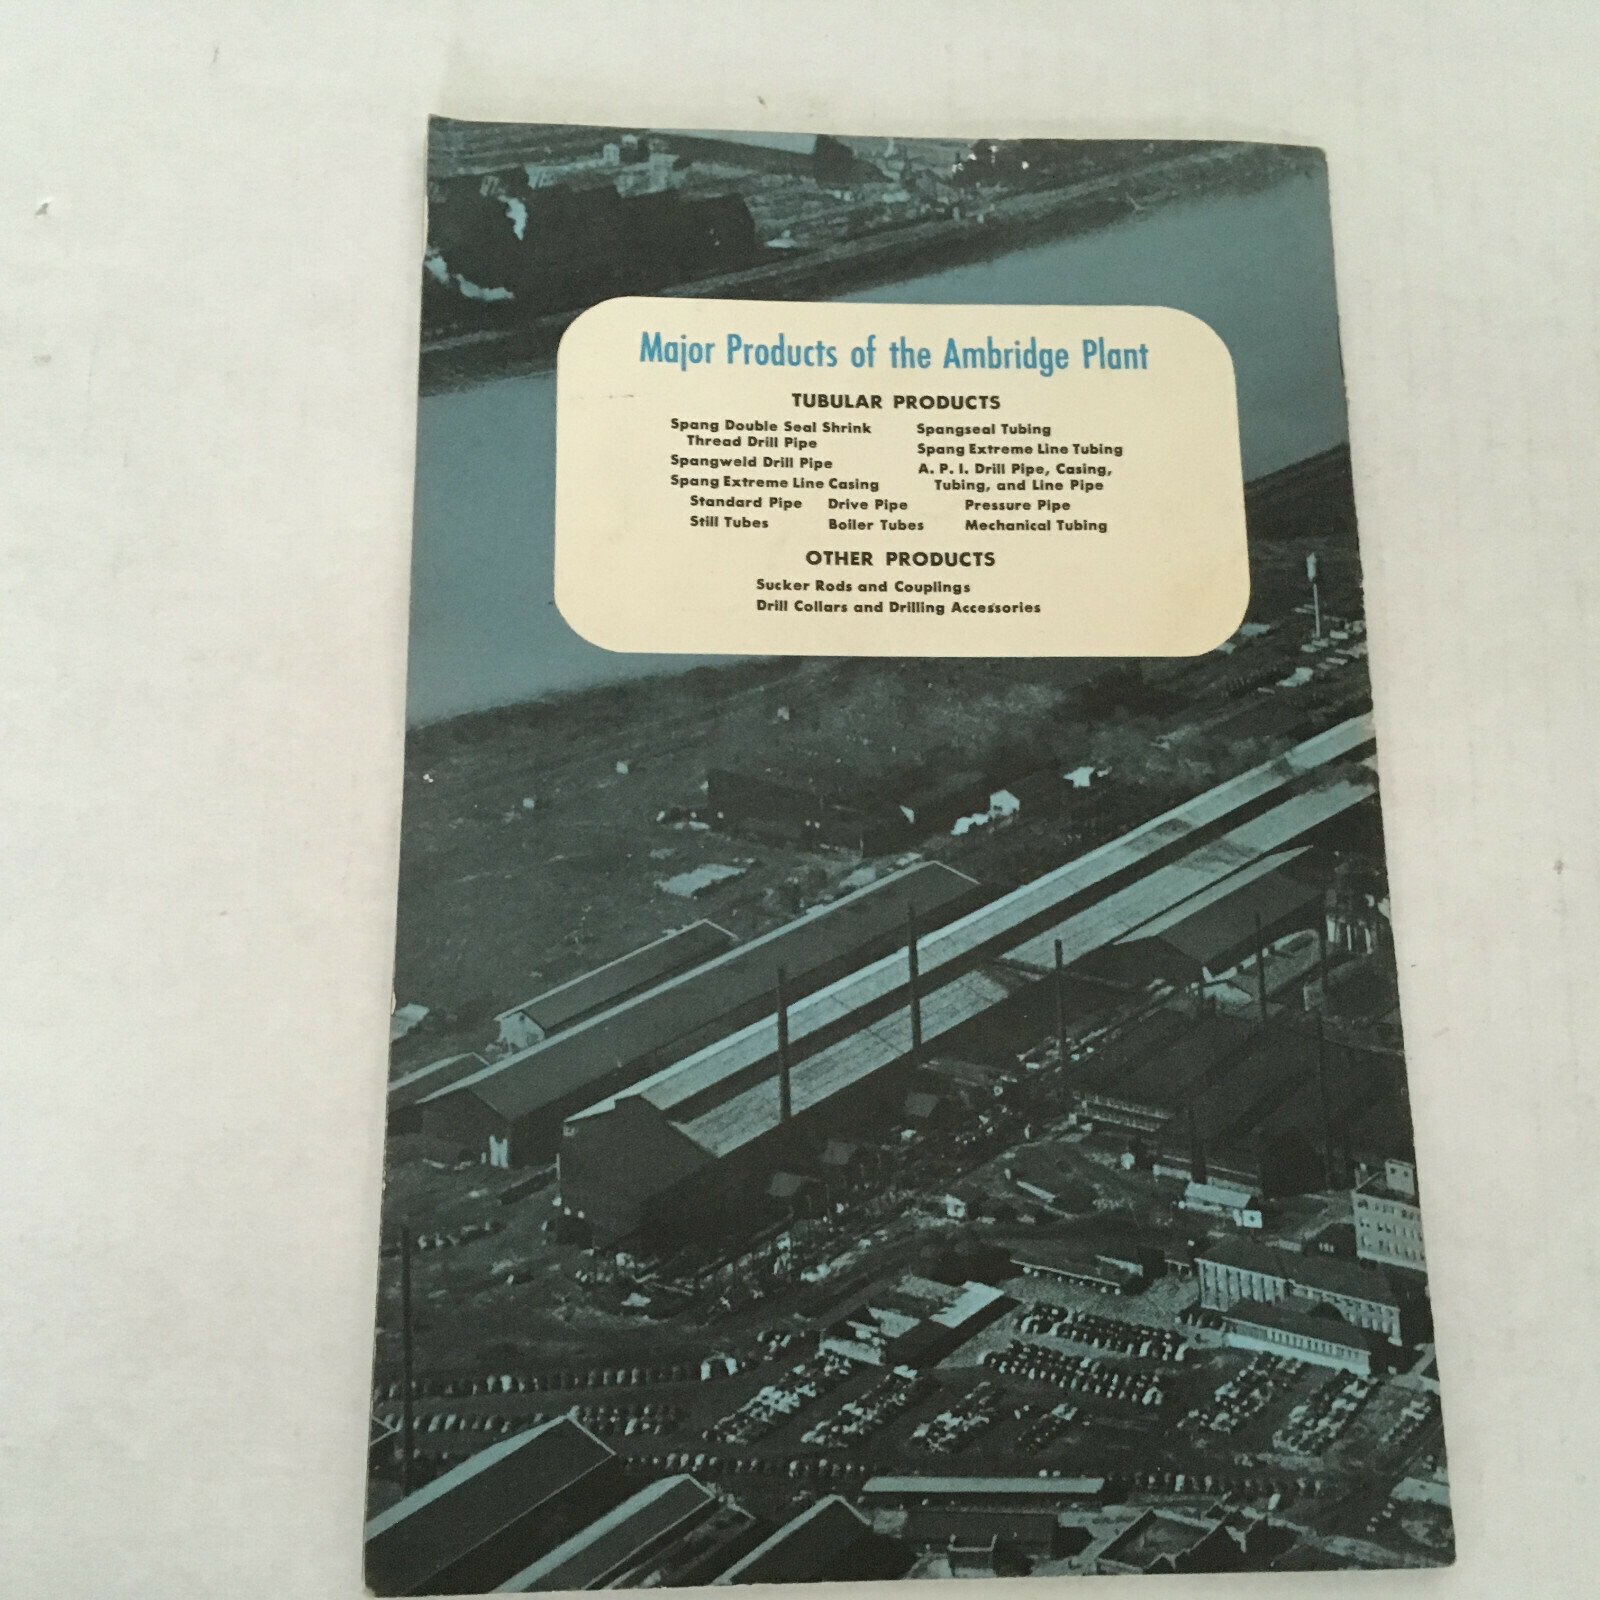 Major Products of the Ambridge Plant
TUBULAR PRODUCTS
Spang Double Seal Shrink
Thread Drill Pipe
Spangweld Drill Pipe
Spang Extreme Line Casing
Spangseal Tubing
Spang Extreme Line Tubing
A. P. I. Drill Pipe, Casing,
Tubing, and Line Pipe
Standard Pipe Drive Pipe Pressure Pipe
Still Tubes Boiler Tubes Mechanical Tubing
OTHER PRODUCTS
Sucker Rods and Couplings
Drill Collars and Drilling Accessories